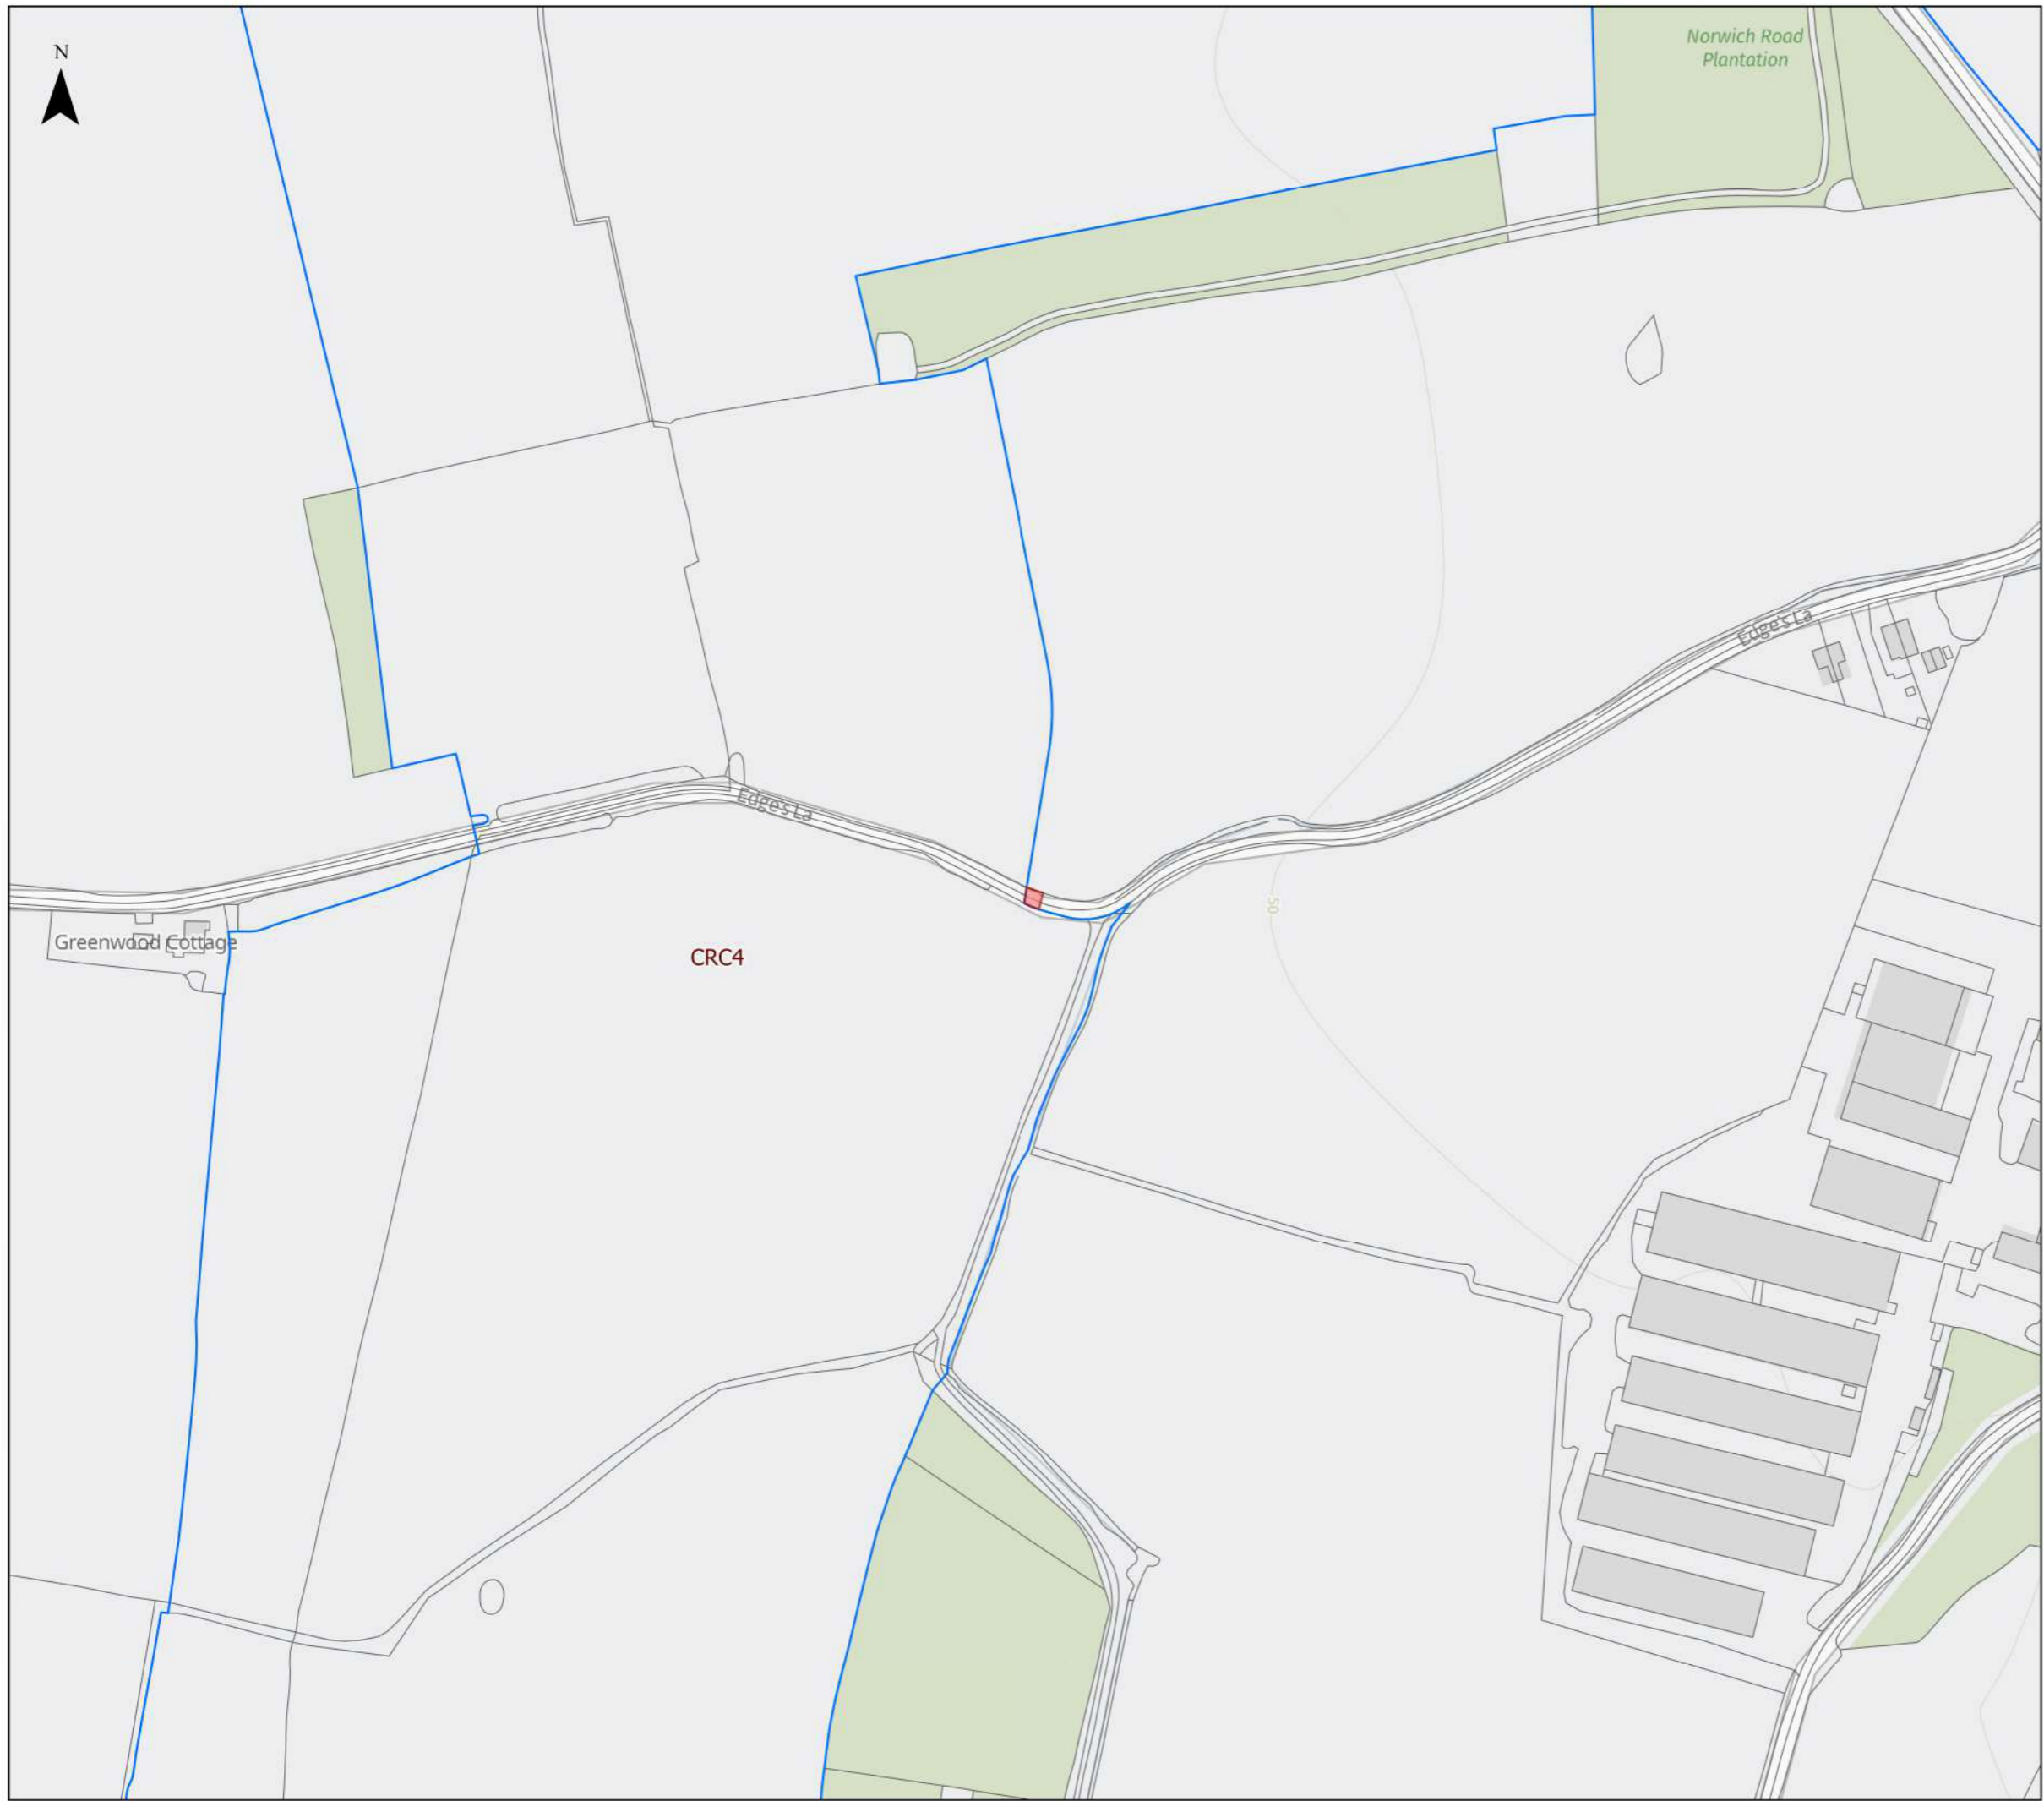 Norwich Road
Plantation
N
Edge's La
Edge's La
Greenwood Cottage
50
CRC4